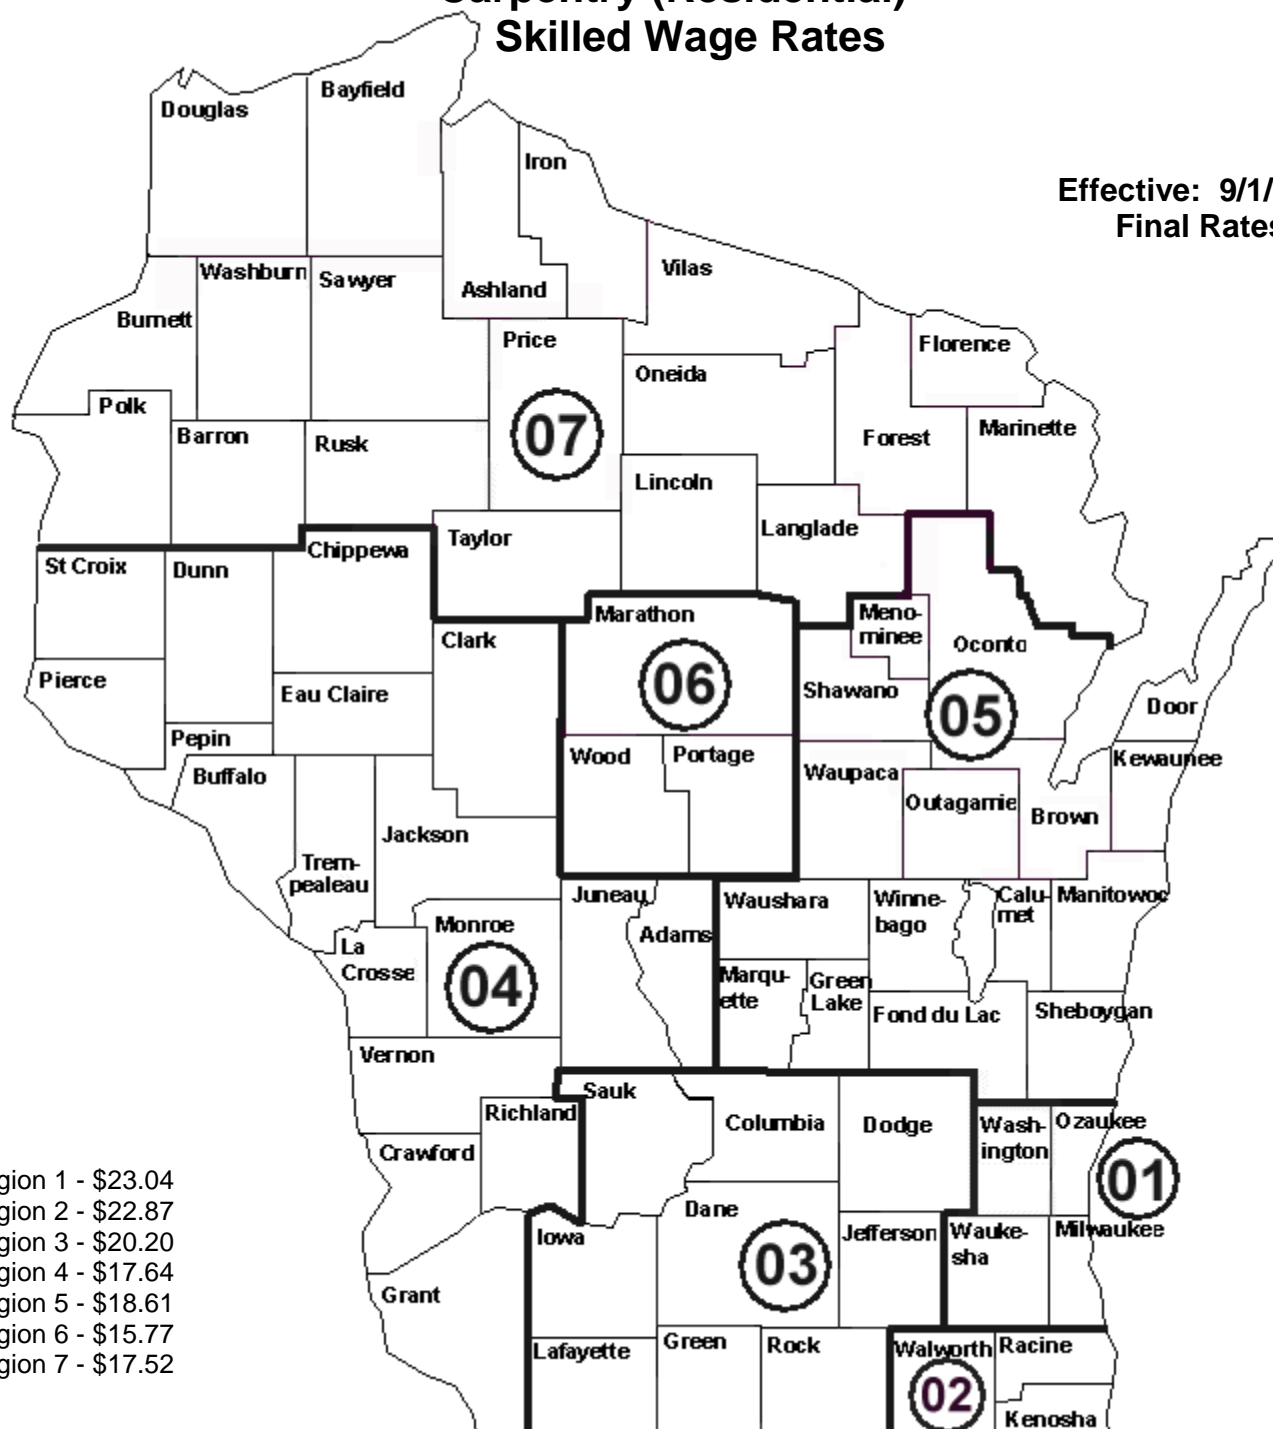 Carpentry (Residential)
Skilled Wage Rates
Effective: 9/1/
Final Rates
Douglas
Bayfield
Iron
Vilas
Washburn
Sawyer
Ashland
Burnett
Price
Florence
Oneida
Polk
Barron
Rusk
07
Forest
Marinette
Lincoln
Langlade
Taylor
Chippewa
St Croix
Dunn
Marathon
Meno-
minee
Clark
Oconto
Pierce
Eau Claire
06
Shawano
05
Door
Pepin
Buffalo
Wood
Portage
Waupaca
Kewaunee
Outagamie
Brown
Jackson
Trem-
pealeau
Juneau
Waushara
Winne-
bago
Calu-
met
Manitowoc
Monroe
Adams
La
Crosse
04
Marqu-
ette
Green
Lake
Fond du Lac
Sheboygan
Vernon
Sauk
Richland
Columbia
Dodge
Wash-
ington
Ozaukee
Crawford
01
gion 1 - $23.04
gion 2 - $22.87
gion 3 - $20.20
gion 4 - $17.64
gion 5 - $18.61
gion 6 - $15.77
gion 7 - $17.52
Dane
Iowa
03
Jefferson
Wauke-
sha
Milwaukee
Grant
Lafayette
Green
Rock
Walworth
Racine
02
Kenosha